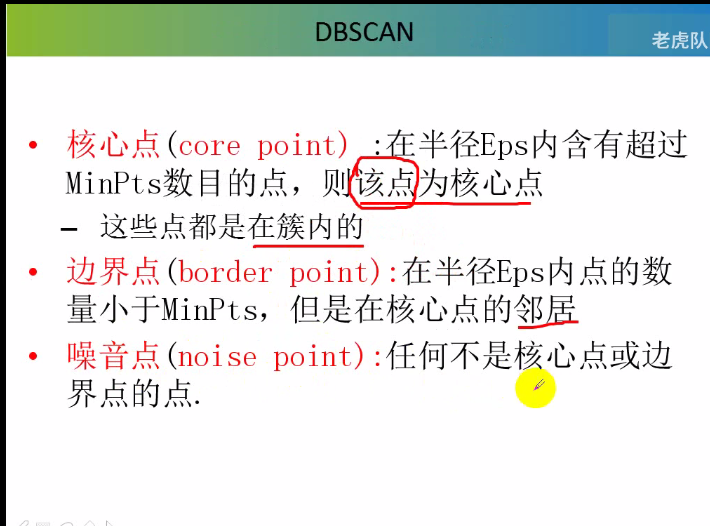 DBSCAN
老虎队
• 核心点(core point) :在半径Eps内含有超过
MinPts数目的点，则该点为核心点
– 这些点都是在簇内的
• 边界点(border point):在半径Eps内点的数
量小于MinPts，但是在核心点的邻居
• 噪音点(noise point):任何不是核心点或边
界点的点.